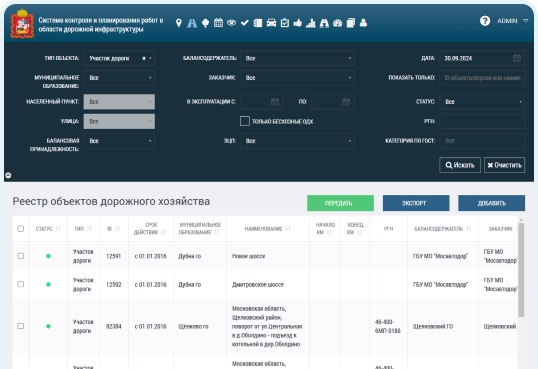 Система контроля и планирования работ в
области дорожной инфраструктуры
? ADMIN
ТИП ОБЪЕКТА: Участок дороги x
БАЛАНСОДЕРЖАТЕЛЬ: Все
ДАТА: 30.09.2024
МУНИЦИПАЛЬНОЕ
ОБРАЗОВАНИЕ: Все
ЗАКАЗЧИК: Все
ПОКАЗАТЬ ТОЛЬКО: ID объекта/версии или наимен
НАСЕЛЕННЫЙ ПУНКТ: Все
В ЭКСПЛУАТАЦИИ С: ПО:
СТАТУС: Все
УЛИЦА: Все
ТОЛЬКО БЕСХОЗНЫЕ ОДХ
РГН:
БАЛАНСОВАЯ
ПРИНАДЛЕЖНОСТЬ: Все
ЭЦП: Все
КАТЕГОРИЯ ПО ГОСТ: Все
Искать
Очистить
Реестр объектов дорожного хозяйства
ПЕРЕДАТЬ
ЭКСПОРТ
ДОБАВИТЬ
СТАТУС ТИП ID СРОК ДЕЙСТВИЯ МУНИЦИПАЛЬНОЕ ОБРАЗОВАНИЕ НАИМЕНОВАНИЕ НАЧАЛО, КМ КОНЕЦ, КМ РГН БАЛАНСОДЕРЖАТЕЛЬ ЗАКАЗЧИК
Участок дороги 12591 с 01.01.2016 Дубна го Новое шоссе ГБУ МО "Мосавтодор" ГБУ МО "Мосавтодор"
Участок дороги 12592 с 01.01.2016 Дубна го Дмитровское шоссе ГБУ МО "Мосавтодор" ГБУ МО "Мосавтодор"
Московская область,
Щелковский район,
Участок дороги 82384 с 01.01.2016 Щёлково го поворот от ул.Центральная 46-400-6МП-0186 Щелковский ГО Щелковский
в д.Оболдино - подъезд к
котельной в дер.Оболдино
Московская область,
Участок 46-400-